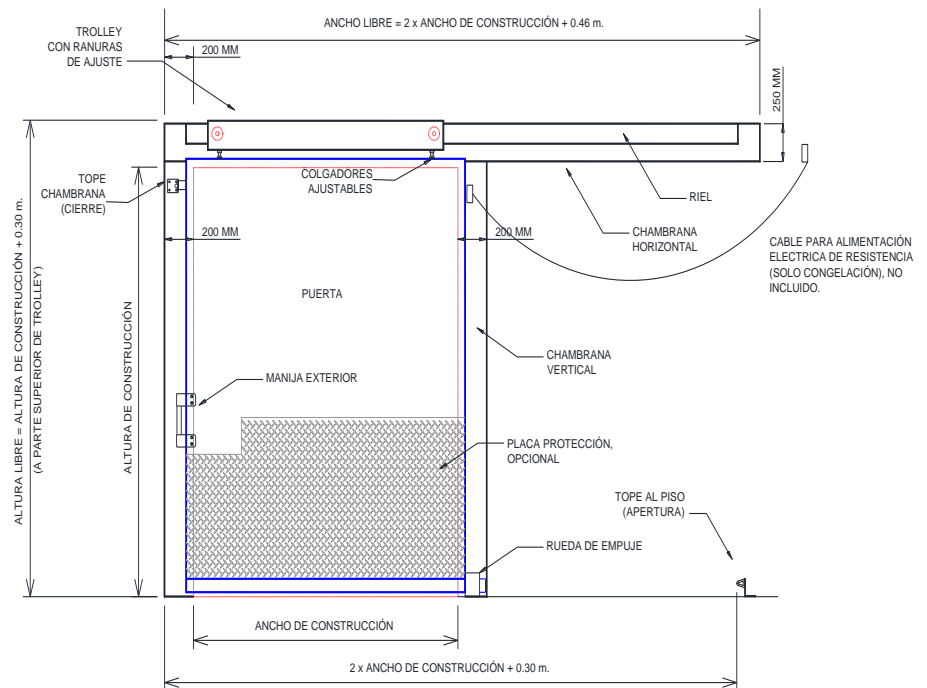 ANCHO LIBRE = 2 x ANCHO DE CONSTRUCCIÓN + 0.46 m.
TROLLEY
CON RANURAS
DE AJUSTE
200 MM
250 MM
COLGADORES
AJUSTABLES
TOPE
CHAMBRANA
(CIERRE)
RIEL
200 MM
200 MM
CHAMBRANA
HORIZONTAL
CABLE PARA ALIMENTACIÓN
ELECTRICA DE RESISTENCIA
(SOLO CONGELACIÓN), NO
INCLUIDO.
PUERTA
ALTURA LIBRE = ALTURA DE CONSTRUCCIÓN + 0.30 m.
(A PARTE SUPERIOR DE TROLLEY)
ALTURA DE CONSTRUCCIÓN
CHAMBRANA
VERTICAL
MANIJA EXTERIOR
PLACA PROTECCIÓN,
OPCIONAL
TOPE AL PISO
(APERTURA)
RUEDA DE EMPUJE
ANCHO DE CONSTRUCCIÓN
2 x ANCHO DE CONSTRUCCIÓN + 0.30 m.